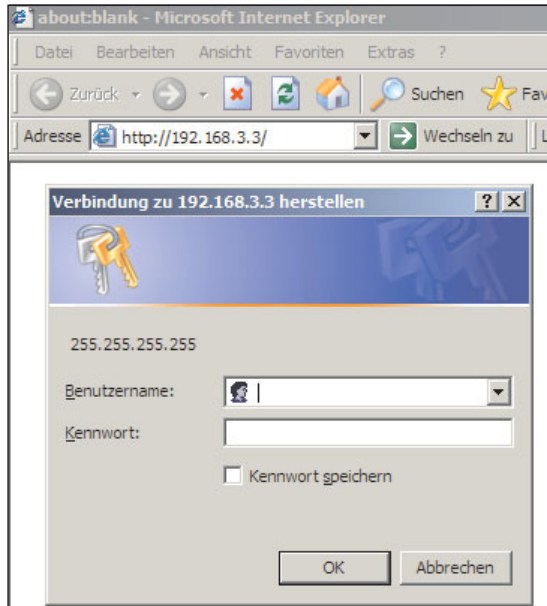 about:blank - Microsoft Internet Explorer
Datei Bearbeiten Ansicht Favoriten Extras ?
Zurück Suchen Fav
Adresse http://192.168.3.3/ Wechseln zu L
Verbindung zu 192.168.3.3 herstellen
255.255.255.255
Benutzername:
Kennwort:
Kennwort speichern
OK Abbrechen